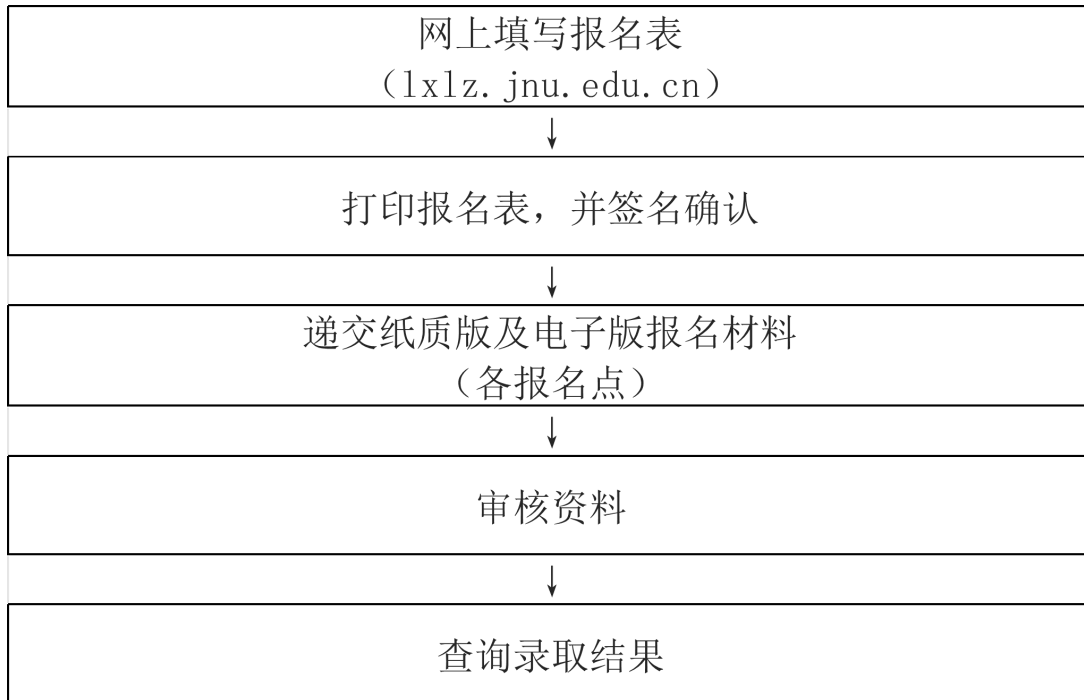 网上填写报名表
（lxlz.jnu.edu.cn）
↓
打印报名表，并签名确认
↓
递交纸质版及电子版报名材料
（各报名点）
↓
审核资料
↓
查询录取结果